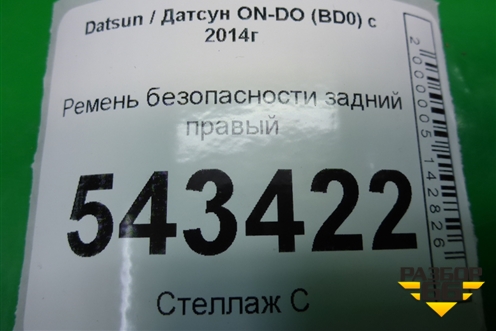 Datsun / Датсун ON-DO (BD0) с
2014г
Ремень безопасности задний
правый
543422
Стеллаж С
2000005142826
РАЗБОР